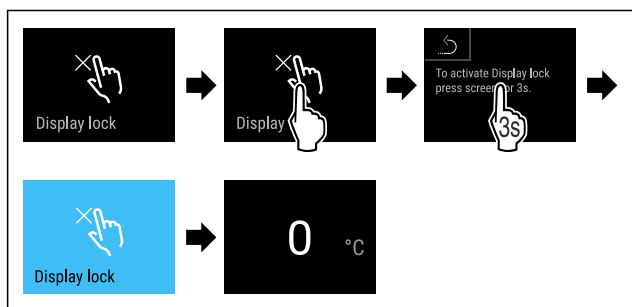 Display lock
Display
To activate Display lock
press screen for 3s.
3s
Display lock
0 °C